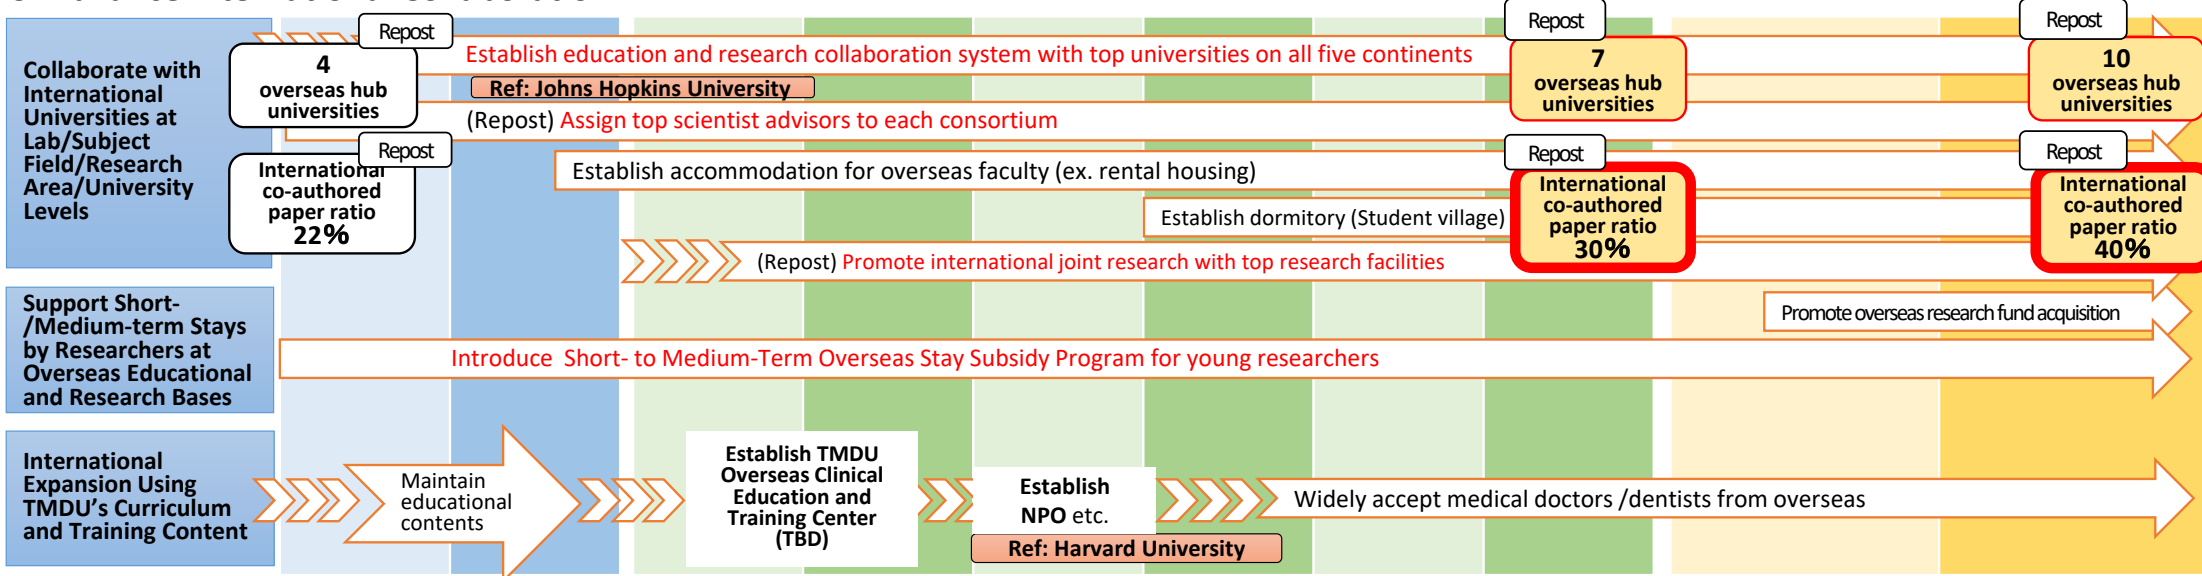 Repost
Repost
Repost
Collaborate with
International
Universities at
Lab/Subject
Field/Research
Area/University
Levels
4
overseas hub
universities
Establish education and research collaboration system with top universities on all five continents
Ref: Johns Hopkins University
7
overseas hub
universities
10
overseas hub
universities
(Repost) Assign top scientist advisors to each consortium
Repost
Repost
Repost
International
co-authored
paper ratio
22%
Establish accommodation for overseas faculty (ex. rental housing)
Establish dormitory (Student village)
International
co-authored
paper ratio
30%
International
co-authored
paper ratio
40%
(Repost) Promote international joint research with top research facilities
Support Short-
/Medium-term Stays
by Researchers at
Overseas Educational
and Research Bases
Promote overseas research fund acquisition
Introduce Short- to Medium-Term Overseas Stay Subsidy Program for young researchers
International
Expansion Using
TMDU's Curriculum
and Training Content
Maintain
educational
contents
Establish TMDU
Overseas Clinical
Education and
Training Center
(TBD)
Establish
NPO etc.
Ref: Harvard University
Widely accept medical doctors /dentists from overseas